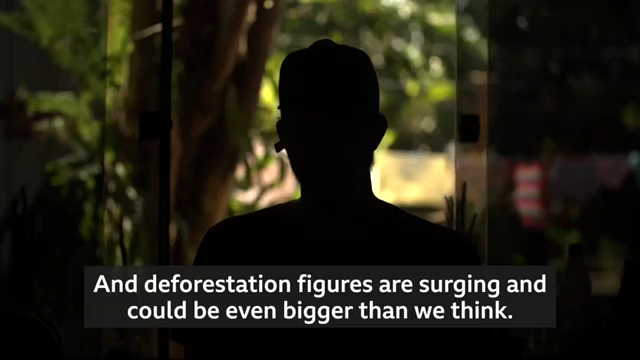 And deforestation figures are surging and
could be even bigger than we think.